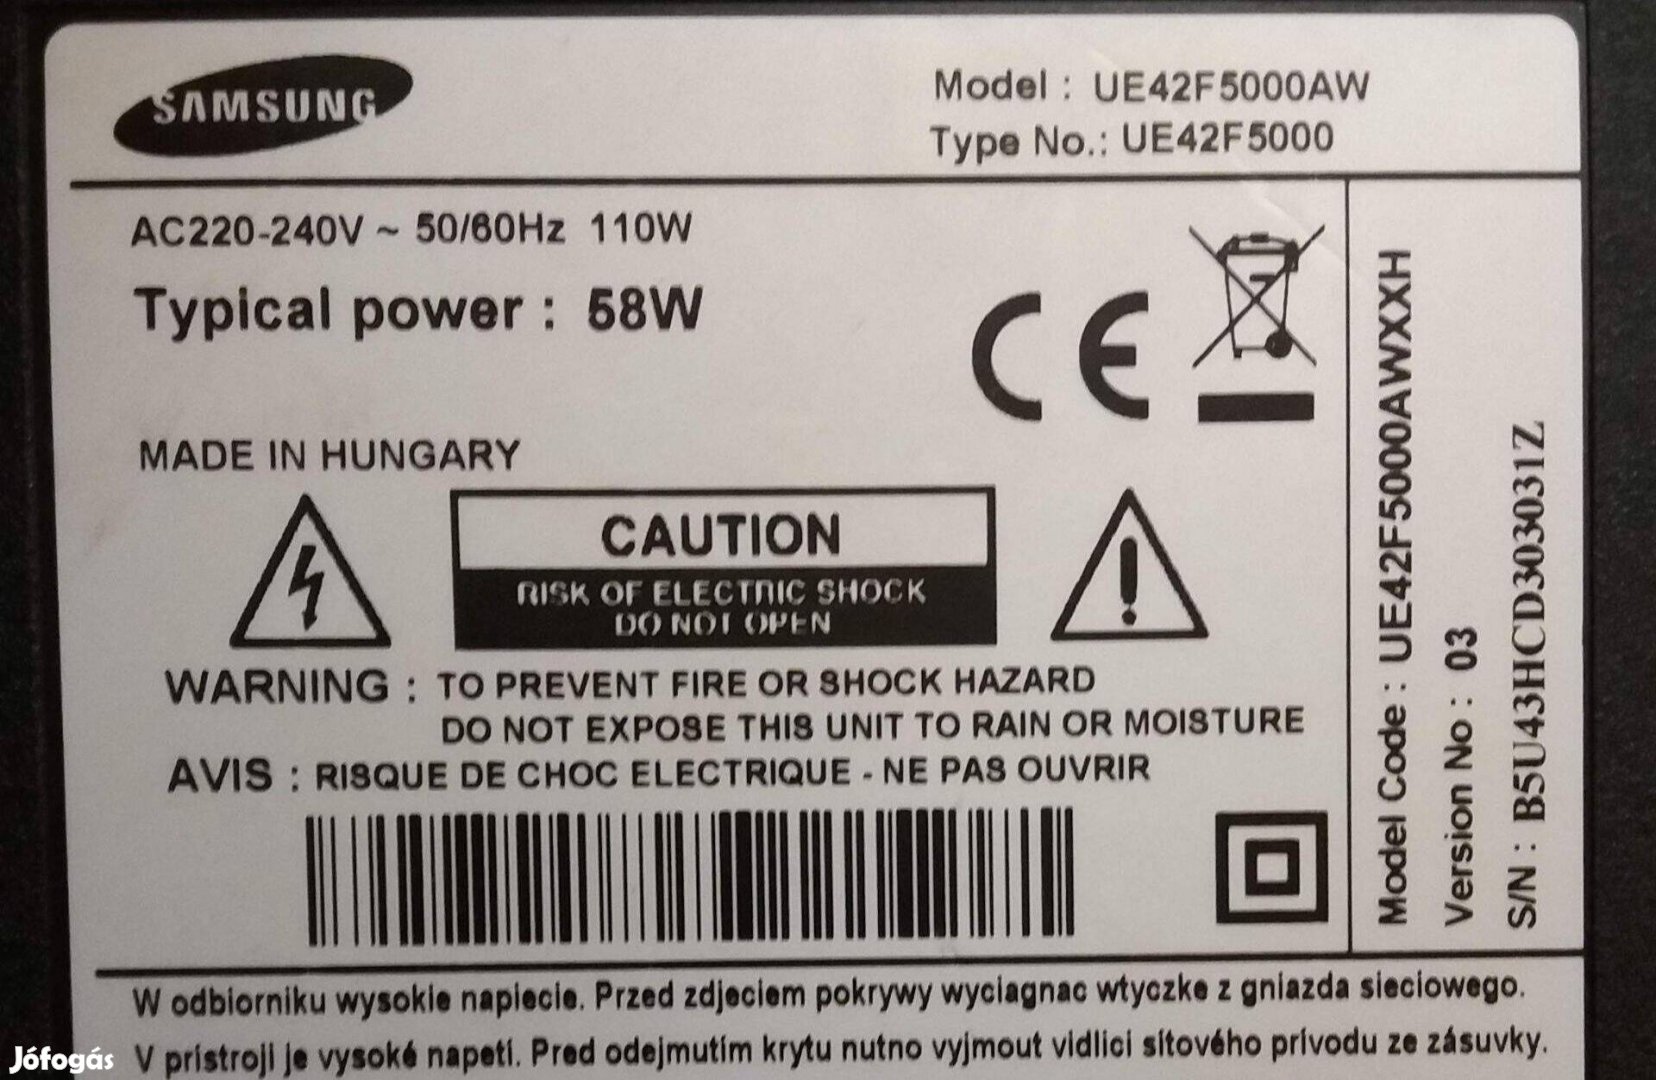 SAMSUNG
Model : UE42F5000AW
Type No.: UE42F5000
AC220-240V ~ 50/60Hz 110W
Typical power : 58W
MADE IN HUNGARY
CE
CAUTION
RISK OF ELECTRIC SHOCK
DO NOT OPEN
WARNING : TO PREVENT FIRE OR SHOCK HAZARD
DO NOT EXPOSE THIS UNIT TO RAIN OR MOISTURE
AVIS : RISQUE DE CHOC ELECTRIQUE - NE PAS OUVRIR
Model Code : UE42F5000AWXXH
Version No : 03
S/N : B5U43HCD303031Z
W odbiorniku wysokie napiecie. Przed zdjeciem pokrywy wyciagnac wtyczke z gniazda sieciowego.
V prístroji je vysoké napetí. Pred odejmutím krytu nutno vyjmout vidlici sítového prívodu ze zásuvky.
Jófogás